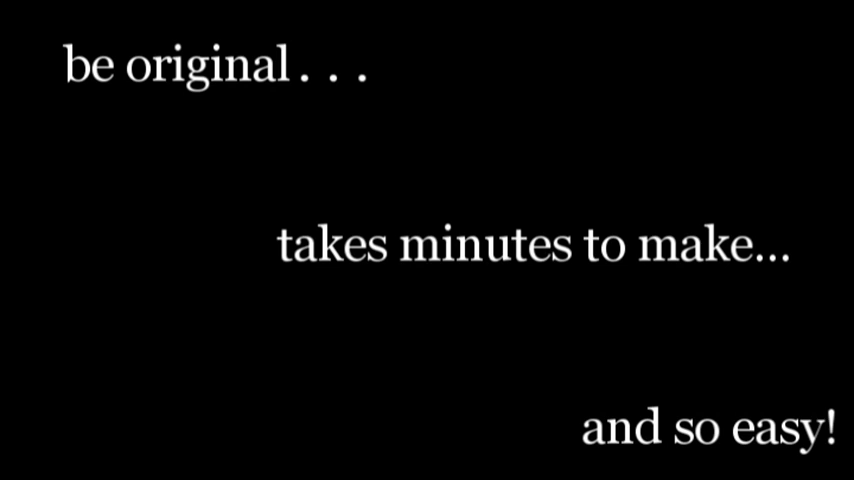 be original . . .
takes minutes to make...
and so easy!